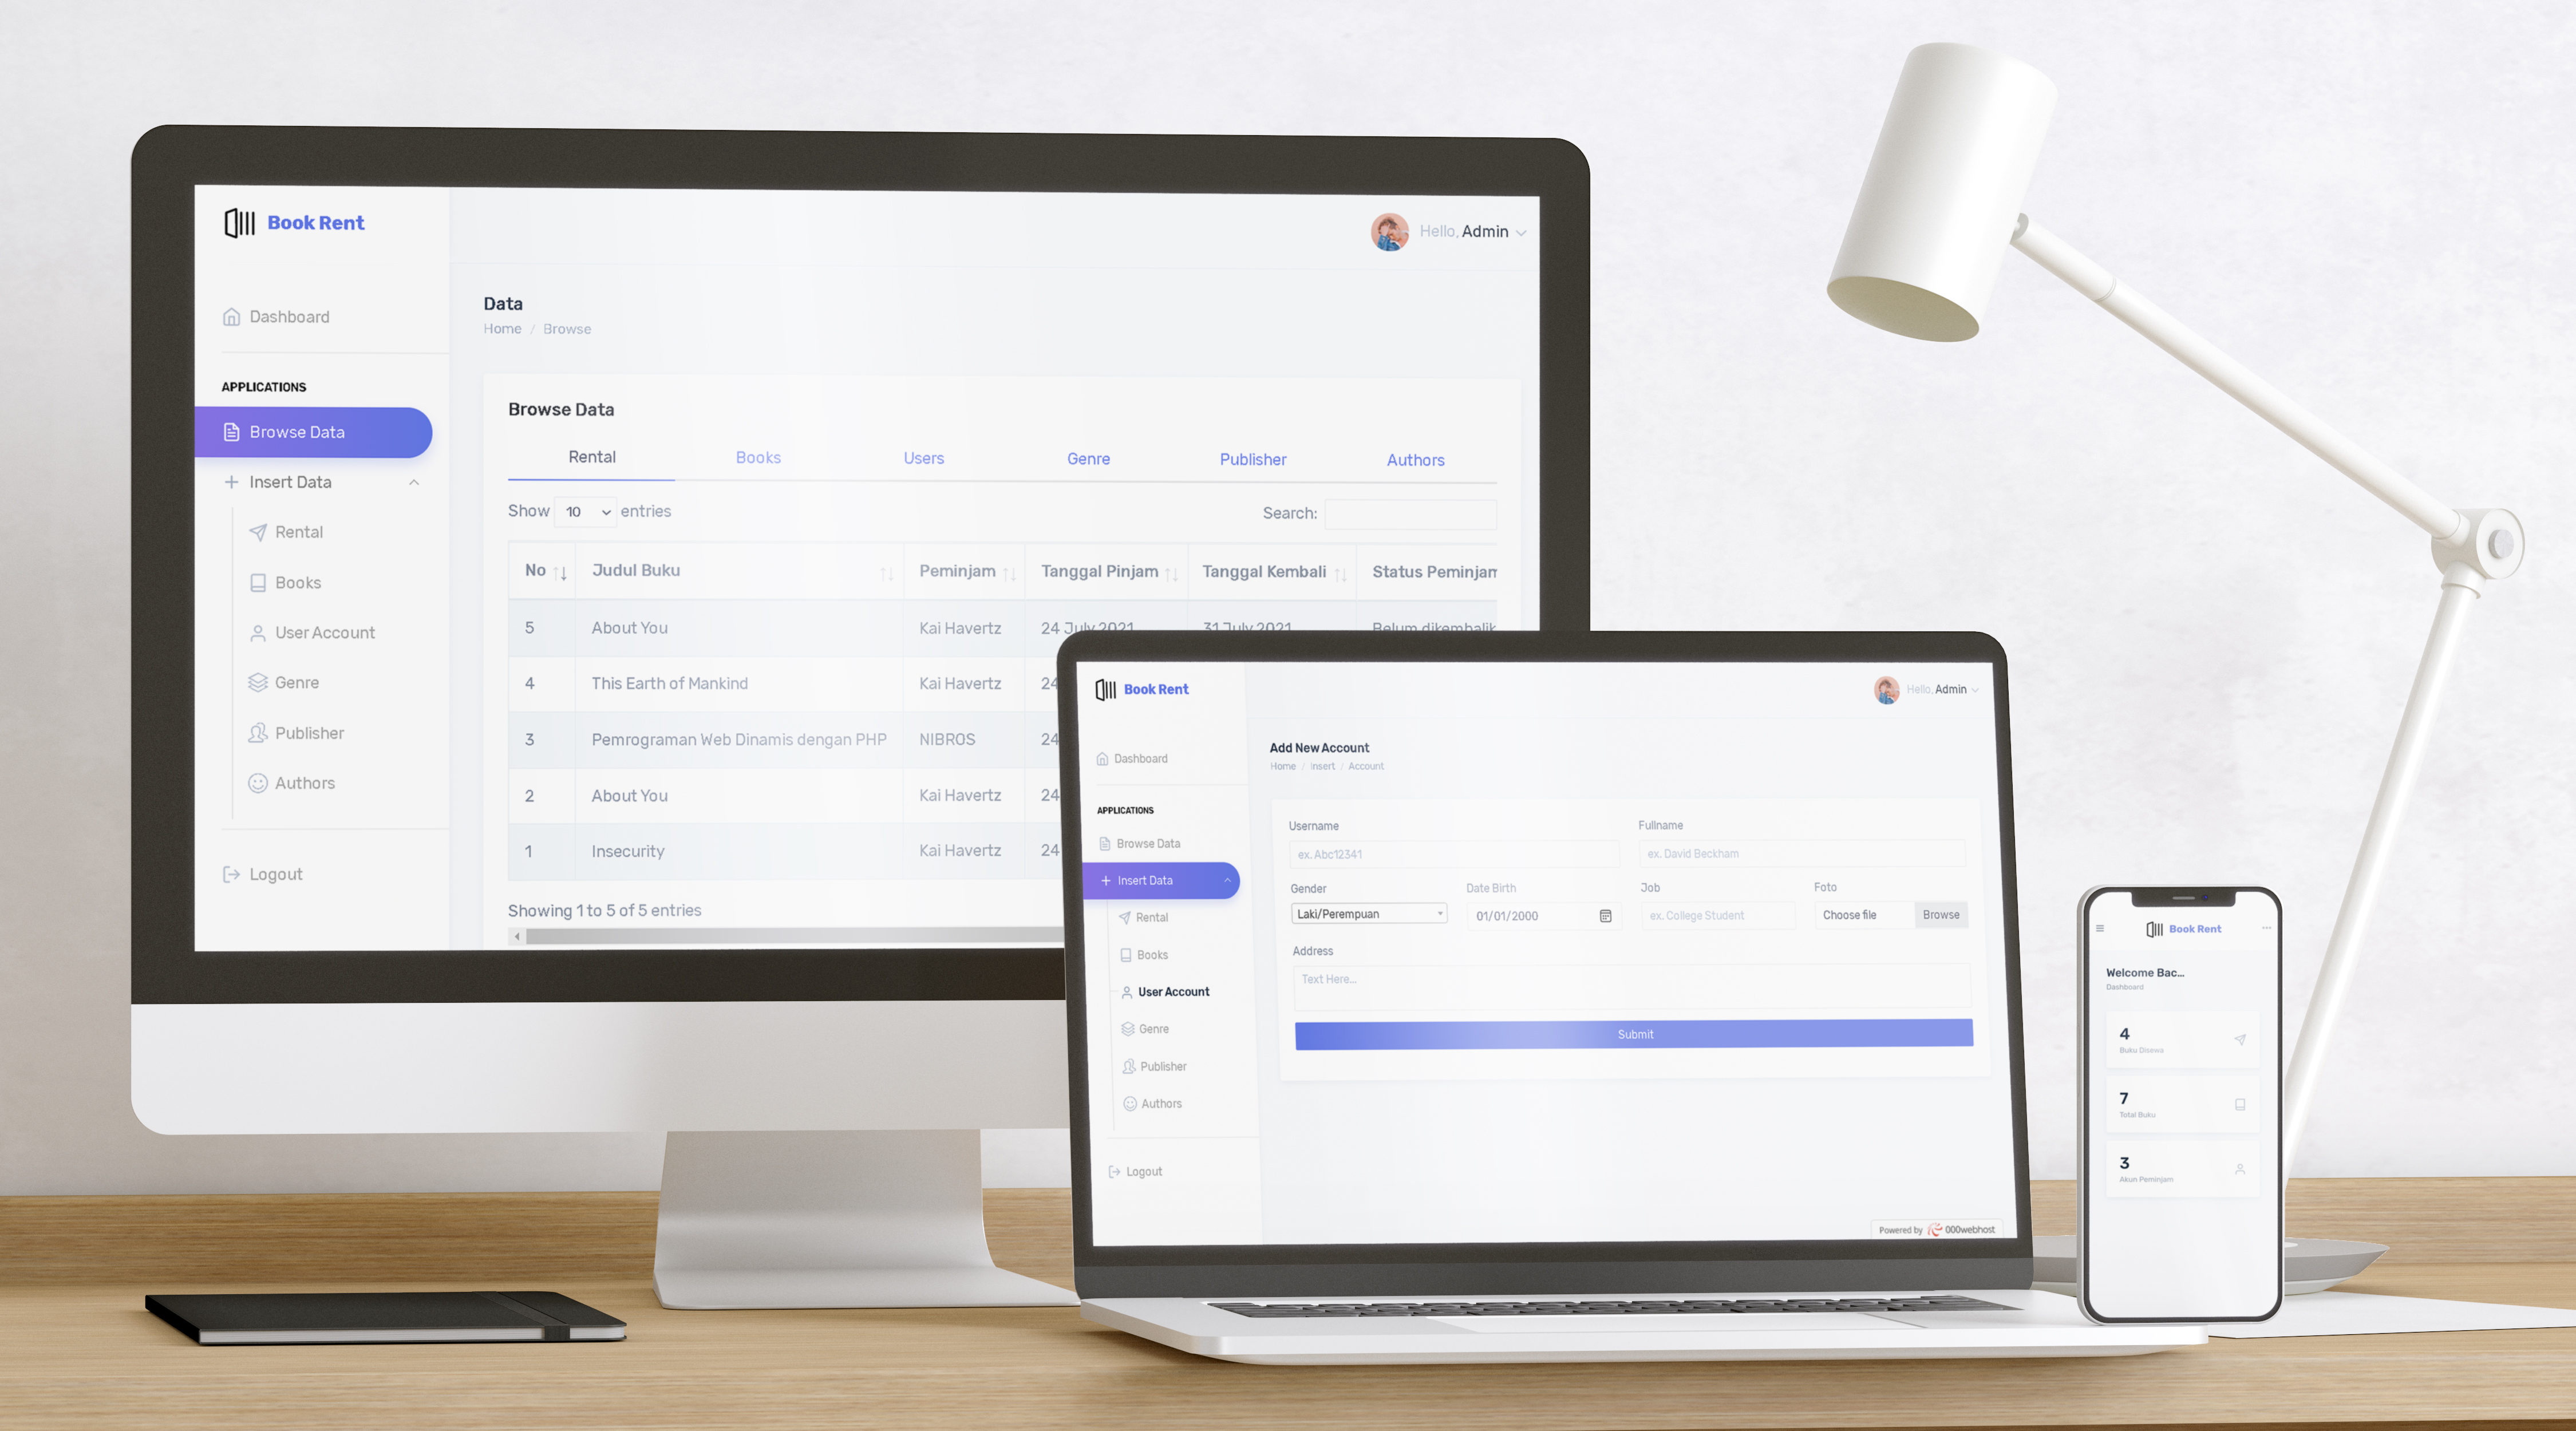 Book Rent
Hello, Admin
Dashboard
APPLICATIONS
Browse Data
Insert Data
Rental
Books
User Account
Genre
Publisher
Authors
Logout
Data
Home / Browse
Browse Data
Rental Books Users Genre Publisher Authors
Show 10 entries Search:
No Judul Buku Peminjam Tanggal Pinjam Tanggal Kembali
Status
5 About You Kai Havertz 24 July 2021 31 July 2021 Belum
4 This Earth of Mankind Kai Havertz 24
3 Pemrograman Web Dinamis dengan PHP NIBROS 24
2 About You Kai Havertz 24
1 Insecurity Kai Havertz 24
Showing 1 to 5 of 5 entries
Book Rent
Hello, Admin
Dashboard
APPLICATIONS
Browse Data
Insert Data
Rental
Books
User Account
Genre
Publisher
Authors
Logout
Add New Account
Home / Insert / Account
Username Fullname
ex. Abc12341 ex. David Beckham
Gender Date Birth Job Foto
Laki/Perempuan 01/01/2000 ex. College Student Choose file Browse
Address
Text Here...
Submit
Powered by 000webhost
Book Rent
Welcome Bac...
Dashboard
4
Buku Disewa
7
Total Buku
3
Akun Peminjam